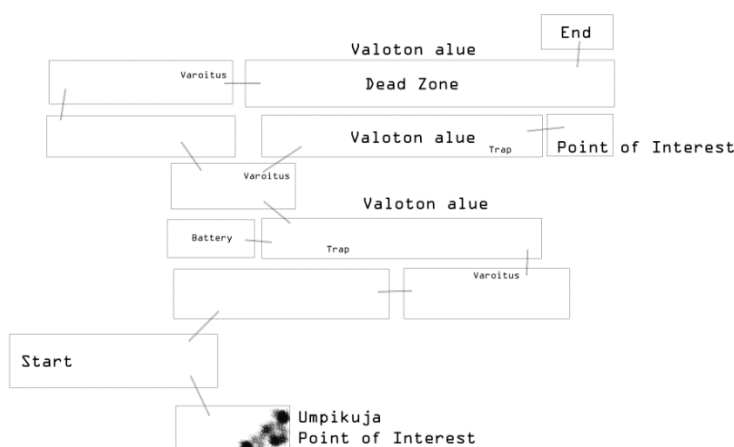 End
Valoton alue
Varoitus
Dead Zone
Valoton alue
Trap
Point of Interest
Varoitus
Valoton alue
Battery
Trap
Varoitus
Start
Umpikuja
Point of Interest